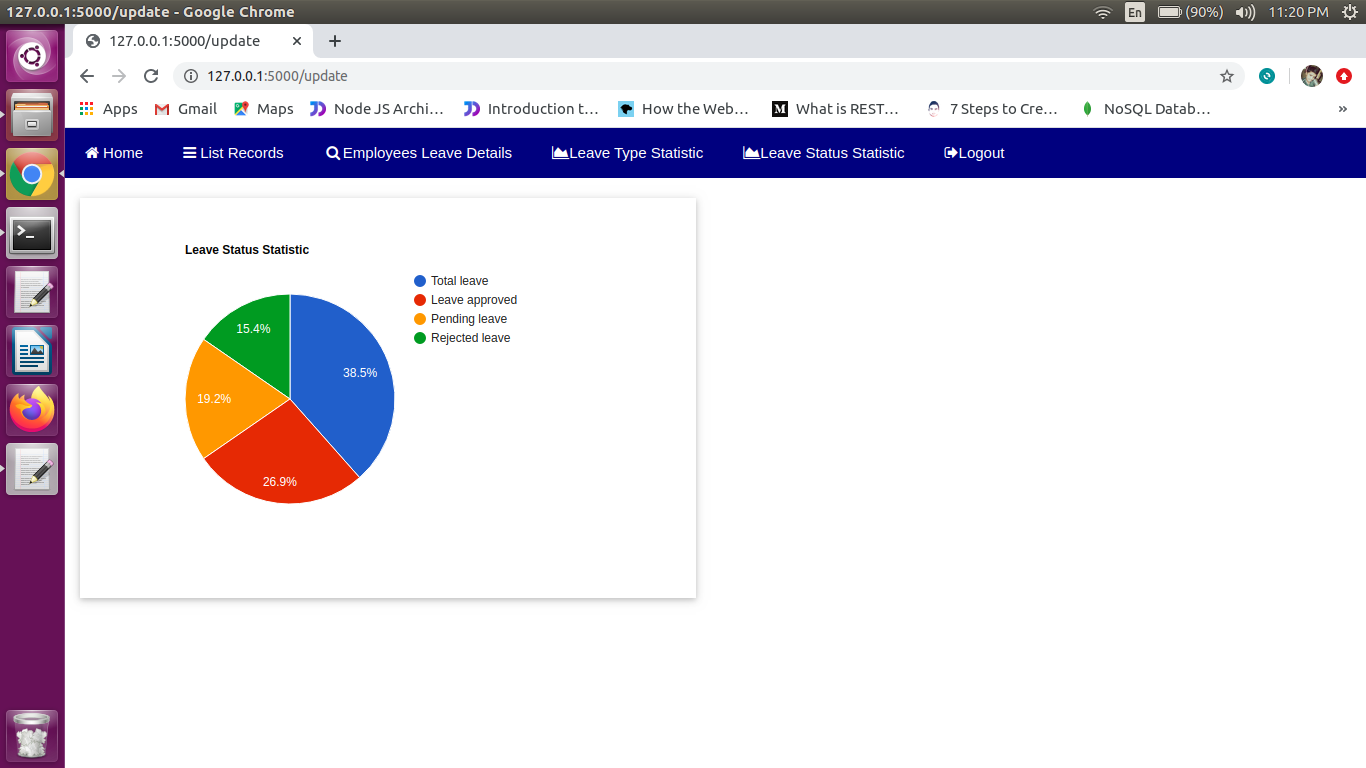 127.0.0.1:5000/update - Google Chrome En (90%) 11:20 PM
127.0.0.1:5000/update
127.0.0.1:5000/update
Apps Gmail Maps Node JS Archi... Introduction t... How the Web... M What is REST... 7 Steps to Cre... NoSQL Datab... »
Home List Records Employees Leave Details Leave Type Statistic Leave Status Statistic Logout
Leave Status Statistic
Total leave
Leave approved
Pending leave
Rejected leave
15.4%
38.5%
19.2%
26.9%